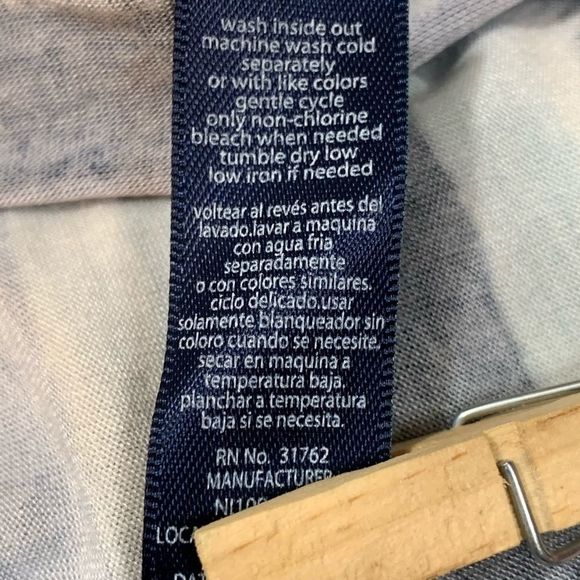 wash inside out
machine wash cold
separately
or with like colors
gentle cycle
only non-chlorine
bleach when needed
tumble dry low
low iron if needed
voltear al revés antes del
lavado.lavar a maquina
con agua fria
separadamente
o con colores similares.
ciclo delicado.usar
solamente blanqueador sin
coloro cuando se necesite.
secar en maquina a
temperatura baja.
planchar a temperatura
baja si se necesita.
RN No. 31762
MANUFACTURER